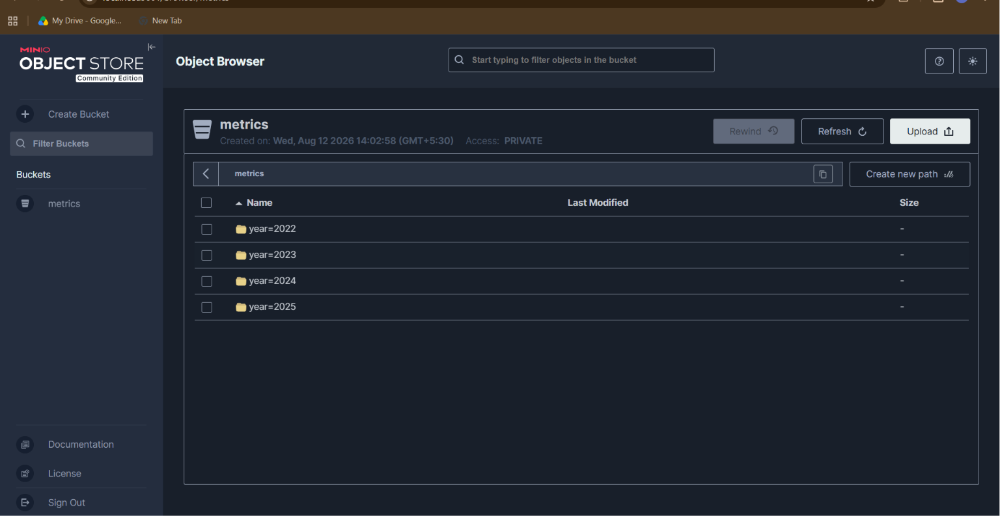 My Drive - Google...
New Tab
MINIO
OBJECT STORE
Community Edition
Object Browser
Start typing to filter objects in the bucket
Create Bucket
Filter Buckets
Buckets
metrics
metrics
Created on: Wed, Aug 12 2026 14:02:58 (GMT+5:30) Access: PRIVATE
Rewind
Refresh
Upload
metrics
Create new path
Name Last Modified Size
year=2022 -
year=2023 -
year=2024 -
year=2025 -
Documentation
License
Sign Out